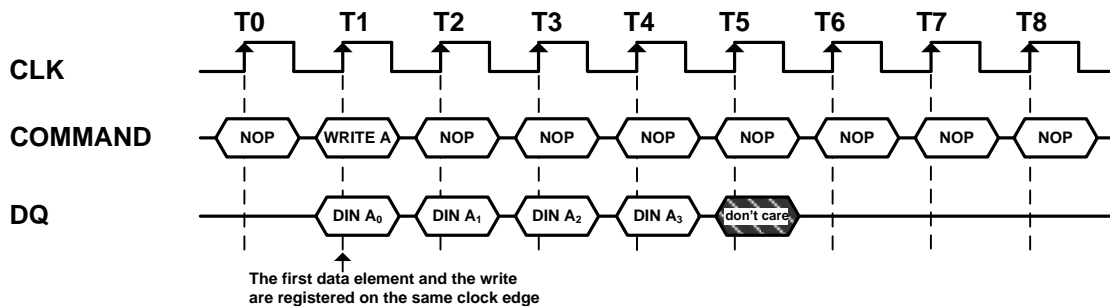 T0 T1 T2 T3 T4 T5 T6 T7 T8
CLK
COMMAND NOP WRITE A NOP NOP NOP NOP NOP NOP NOP
DQ DIN A₀ DIN A₁ DIN A₂ DIN A₃ don't care
The first data element and the write
are registered on the same clock edge